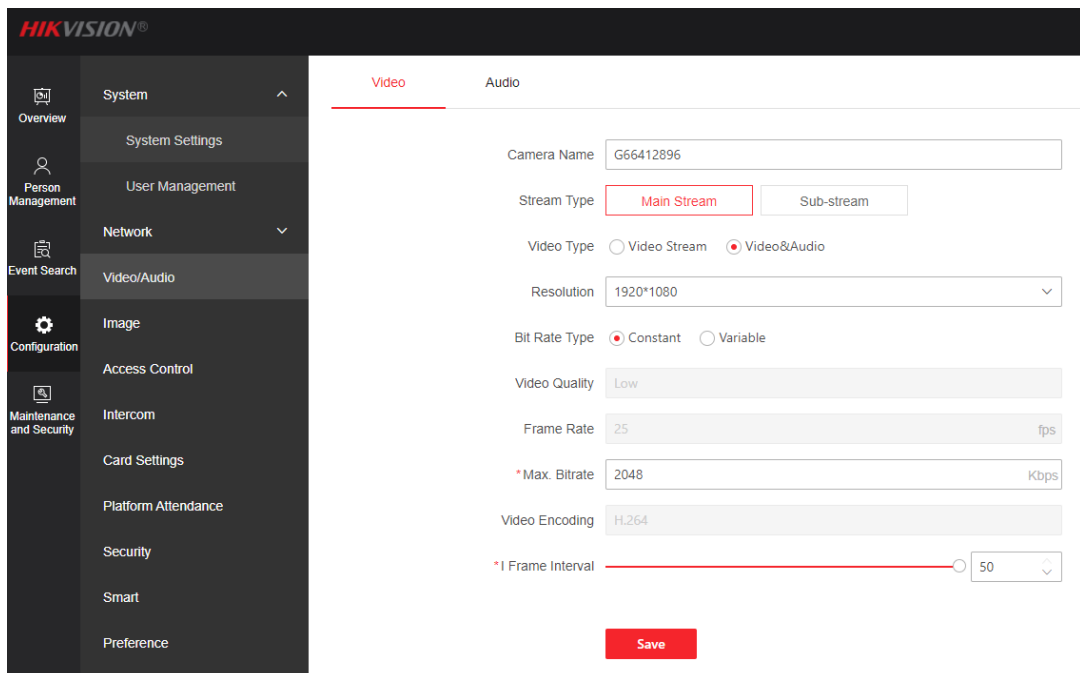 HIKVISION®
Overview
Person
Management
Event Search
Configuration
Maintenance
and Security
System
System Settings
User Management
Network
Video/Audio
Image
Access Control
Intercom
Card Settings
Platform Attendance
Security
Smart
Preference
Video Audio
Camera Name G66412896
Stream Type Main Stream Sub-stream
Video Type Video Stream Video&Audio
Resolution 1920*1080
Bit Rate Type Constant Variable
Video Quality Low
Frame Rate 25 fps
*Max. Bitrate 2048 Kbps
Video Encoding H.264
*I Frame Interval 50
Save